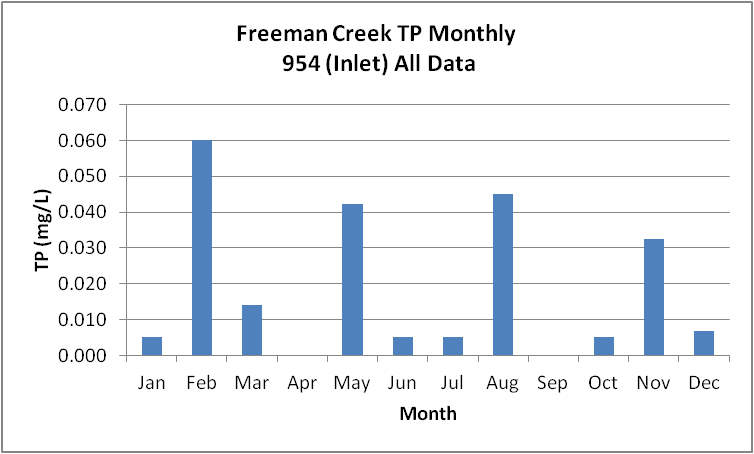 Freeman Creek TP Monthly
954 (Inlet) All Data
TP (mg/L)
0.070
0.060
0.050
0.040
0.030
0.020
0.010
0.000
Jan Feb Mar Apr May Jun Jul Aug Sep Oct Nov Dec
Month